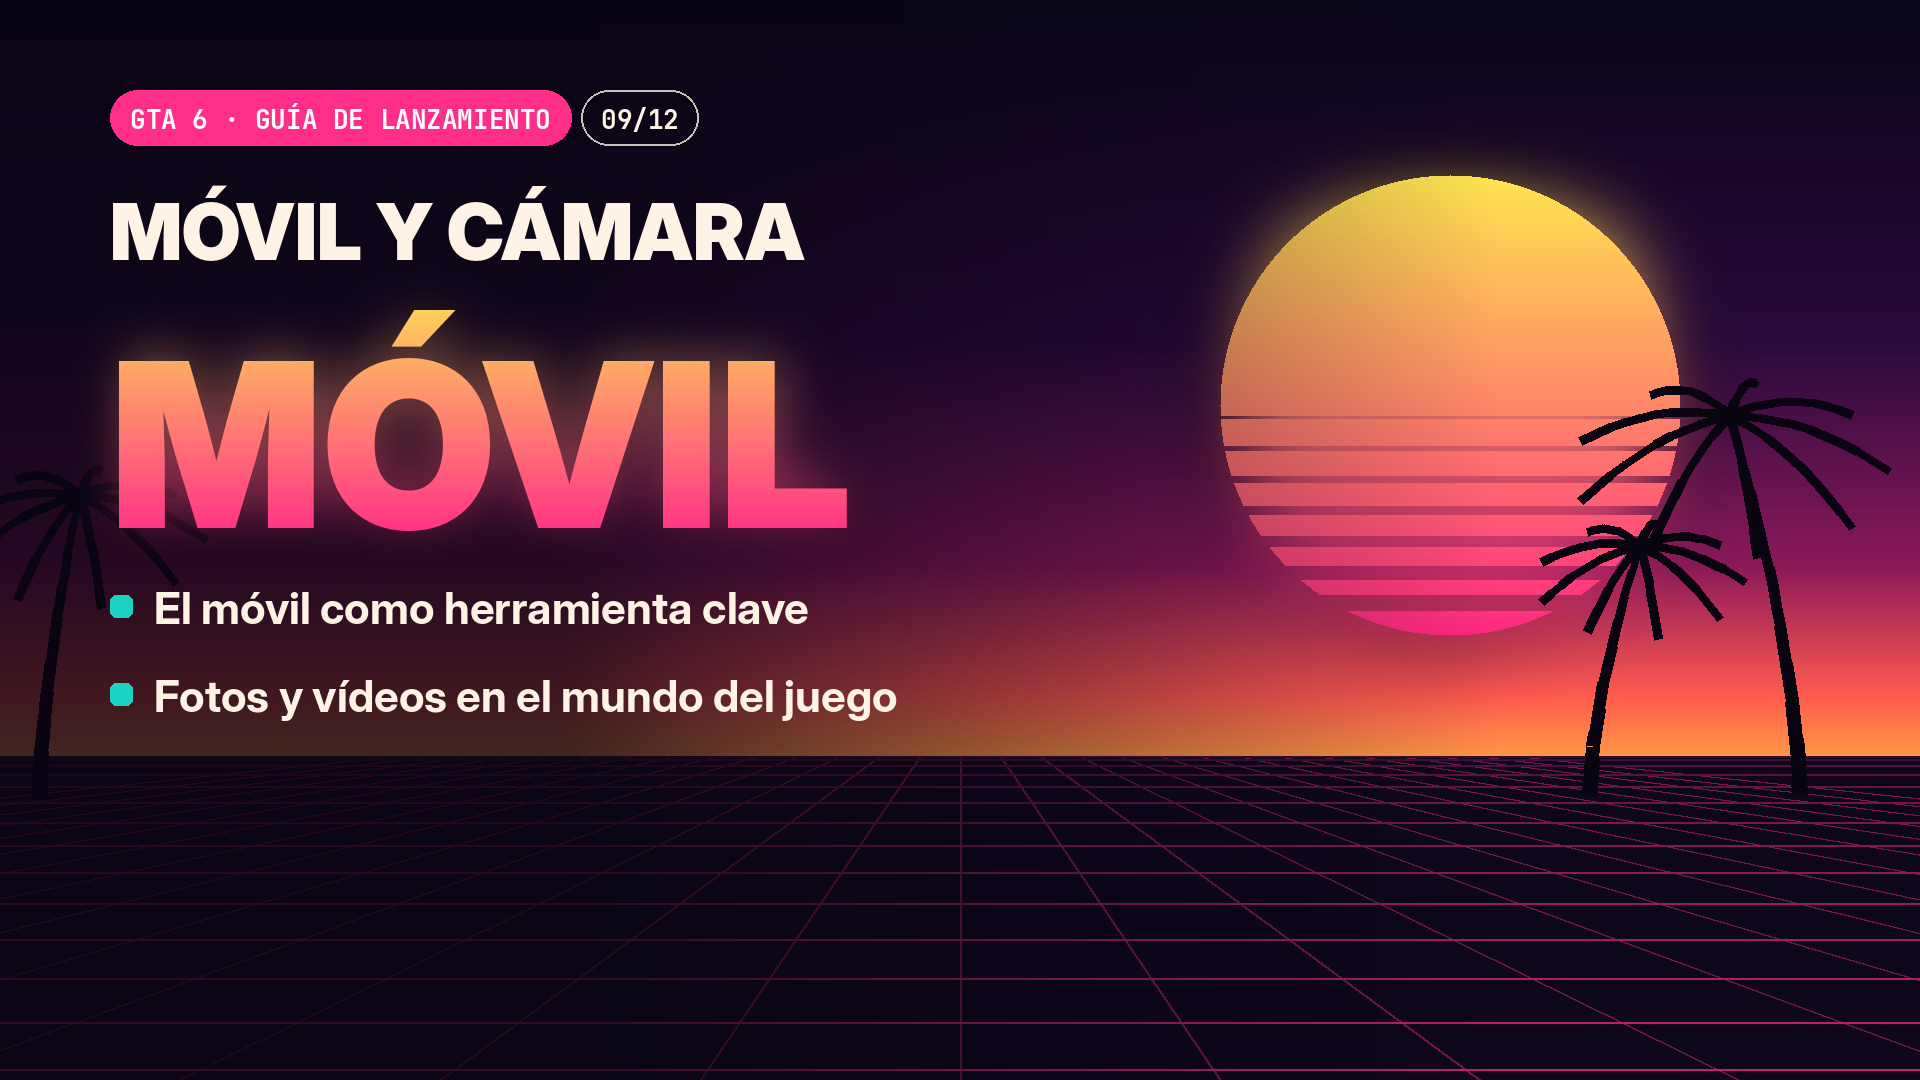 GTA 6 · GUÍA DE LANZAMIENTO
09/12
MÓVIL Y CÁMARA
MÓVIL
El móvil como herramienta clave
Fotos y vídeos en el mundo del juego